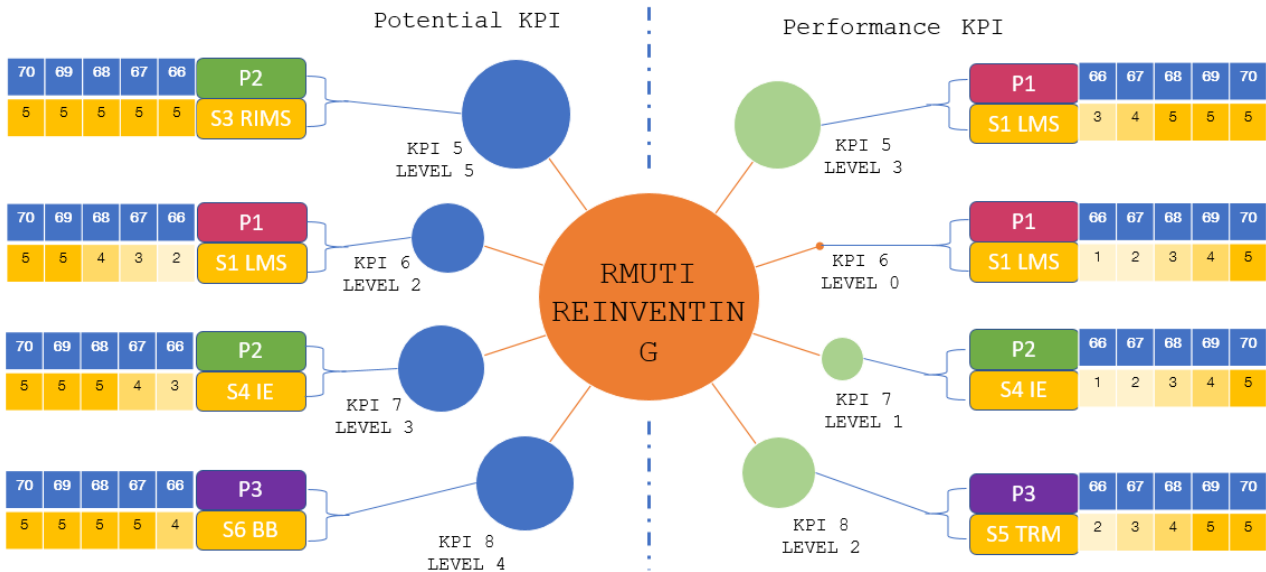 Potential KPI
Performance KPI
70 69 68 67 66 P2
5 5 5 5 5 S3 RIMS
KPI 5
LEVEL 5
P1 66 67 68 69 70
S1 LMS 3 4 5 5 5
KPI 5
LEVEL 3
70 69 68 67 66 P1
5 5 4 3 2 S1 LMS
KPI 6
LEVEL 2
P1 66 67 68 69 70
S1 LMS 1 2 3 4 5
KPI 6
LEVEL 0
RMUTI
REINVENTIN
G
70 69 68 67 66 P2
5 5 5 4 3 S4 IE
KPI 7
LEVEL 3
P2 66 67 68 69 70
S4 IE 1 2 3 4 5
KPI 7
LEVEL 1
70 69 68 67 66 P3
5 5 5 5 4 S6 BB
KPI 8
LEVEL 4
P3 66 67 68 69 70
S5 TRM 2 3 4 5 5
KPI 8
LEVEL 2